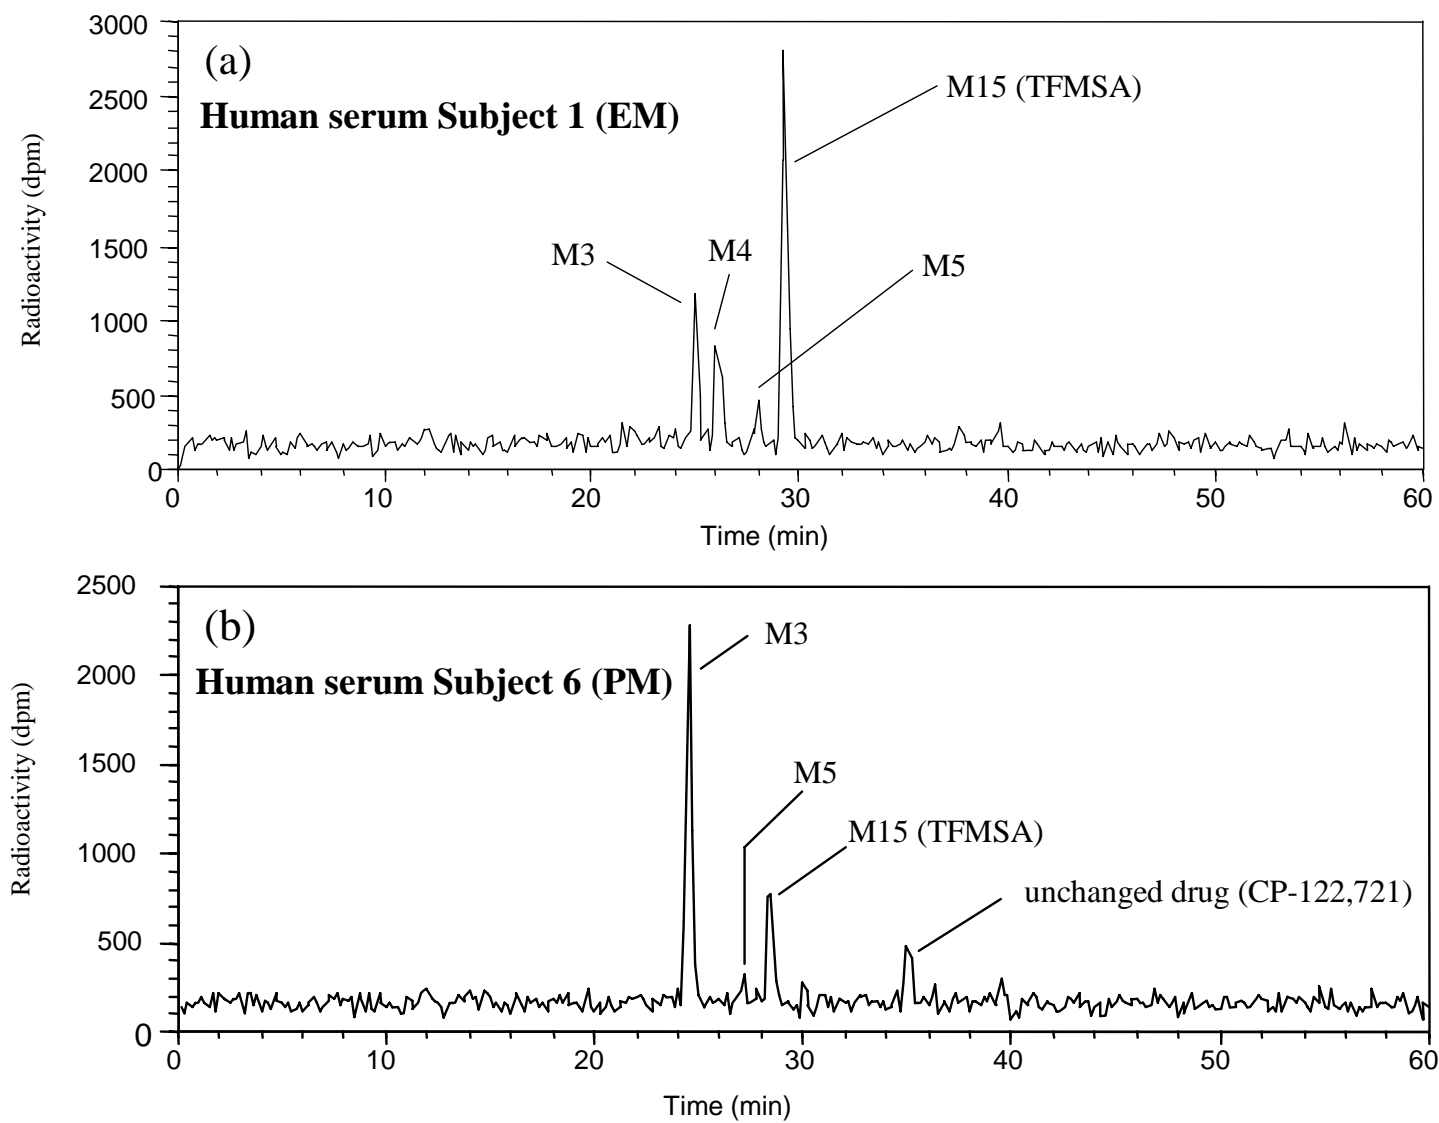 (a)
Human serum Subject 1 (EM)
M15 (TFMSA)
M3
M4
M5
Radioactivity (dpm)
3000
2500
2000
1500
1000
500
0
0 10 20 30 40 50 60
Time (min)
(b)
Human serum Subject 6 (PM)
M3
M5
M15 (TFMSA)
unchanged drug (CP-122,721)
Radioactivity (dpm)
2500
2000
1500
1000
500
0
0 10 20 30 40 50 60
Time (min)